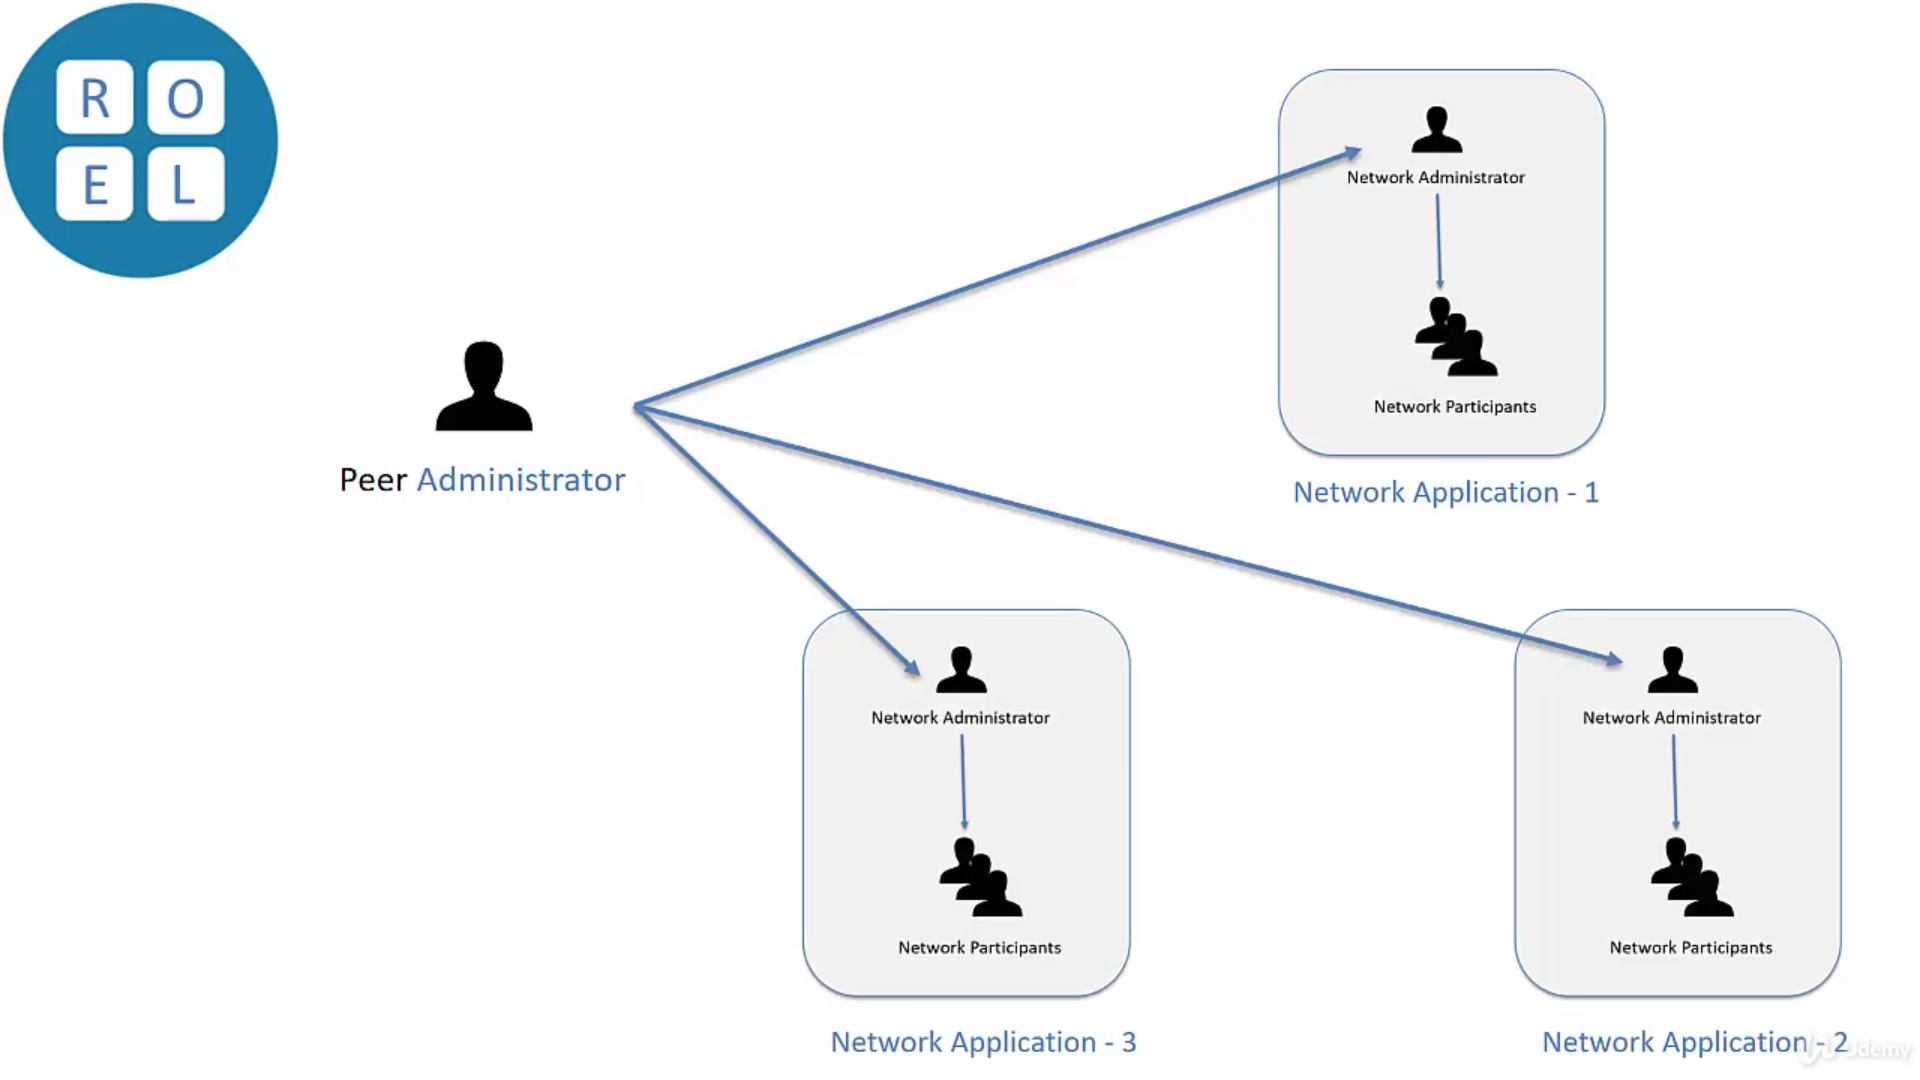 R O
E L
Network Administrator
Network Participants
Network Application - 1
Peer Administrator
Network Administrator
Network Participants
Network Application - 3
Network Administrator
Network Participants
Network Application - 2
Udemy